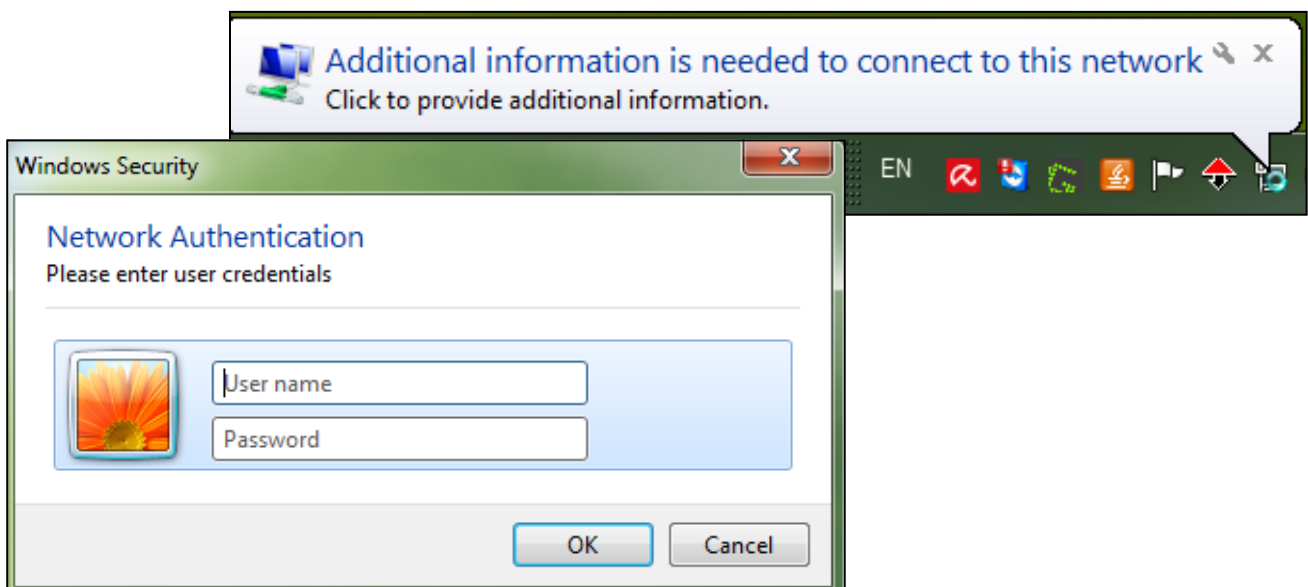 Additional information is needed to connect to this network
Click to provide additional information.
Windows Security
EN
Network Authentication
Please enter user credentials
User name
Password
OK
Cancel